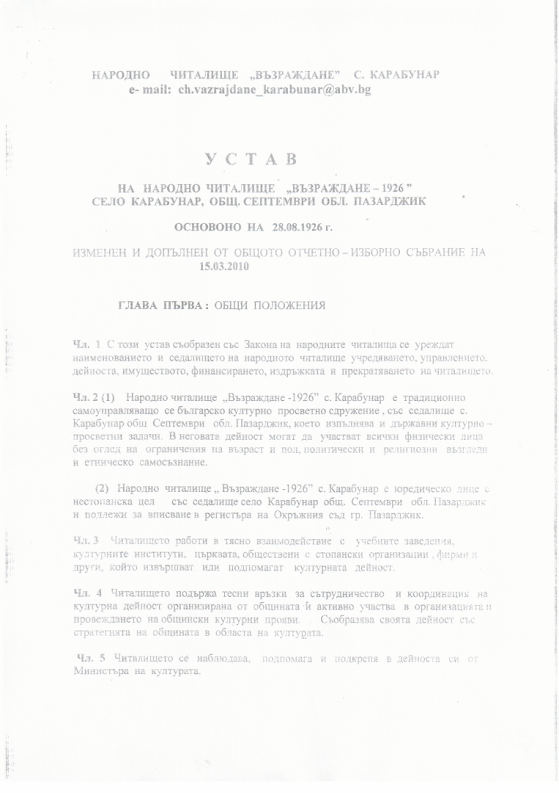 НАРОДНО ЧИТАЛИЩЕ „ВЪЗРАЖДАНЕ” С. КАРАБУНАР
e- mail: ch.vazrajdane_karabunar@abv.bg
У С Т А В
НА НАРОДНО ЧИТАЛИЩЕ „ВЪЗРАЖДАНЕ – 1926 ”
СЕЛО КАРАБУНАР, ОБЩ. СЕПТЕМВРИ ОБЛ. ПАЗАРДЖИК
ОСНОВОНО НА 28.08.1926 г.
ИЗМЕНЕН И ДОПЪЛНЕН ОТ ОБЩОТО ОТЧЕТНО – ИЗБОРНО СЪБРАНИЕ НА
15.03.2010
ГЛАВА ПЪРВА : ОБЩИ ПОЛОЖЕНИЯ
Чл. 1 С този устав съобразен със Закона на народните читалища се уреждат
наименованието и седалището на народното читалище учредяването, управлението,
дейноста, имуществото, финансирането, издръжката и прекратяването на читалището.
Чл. 2 (1) Народно читалище „Възраждане -1926” с. Карабунар е традиционно
самоуправляващо се българско културно просветно сдружение , със седалище с.
Карабунар общ Септември обл. Пазарджик, което изпълнява и държавни културно –
просветни задачи. В неговата дейност могат да участват всички физически лица
без оглед на ограничения на възраст и пол, политически и религиозни възгледи
и етническо самосъзнание.
(2) Народно читалище „ Възраждане -1926” с. Карабунар е юредическо лице с
нестопанска цел със седалище село Карабунар общ. Септември обл. Пазарджик
и подлежи за вписване в регистъра на Окръжния съд гр. Пазарджик.
Чл. 3 Читалището работи в тясно взаимодействие с учебните заведения,
културните институти, църквата, обществени с стопански организации , фирми и
други, който извършват или подпомагат културната дейност.
Чл. 4 Читалището подържа тесни връзки за сътрудничество и координация на
културна дейност организирана от общината и активно участва в организацията и
провеждането на общински културни прояви. Съобразява своята дейност със
стратегията на общината в областа на културата.
Чл. 5 Читвлището се наблюдава, подпомага и подкрепя в дейноста си от
Министъра на културата.